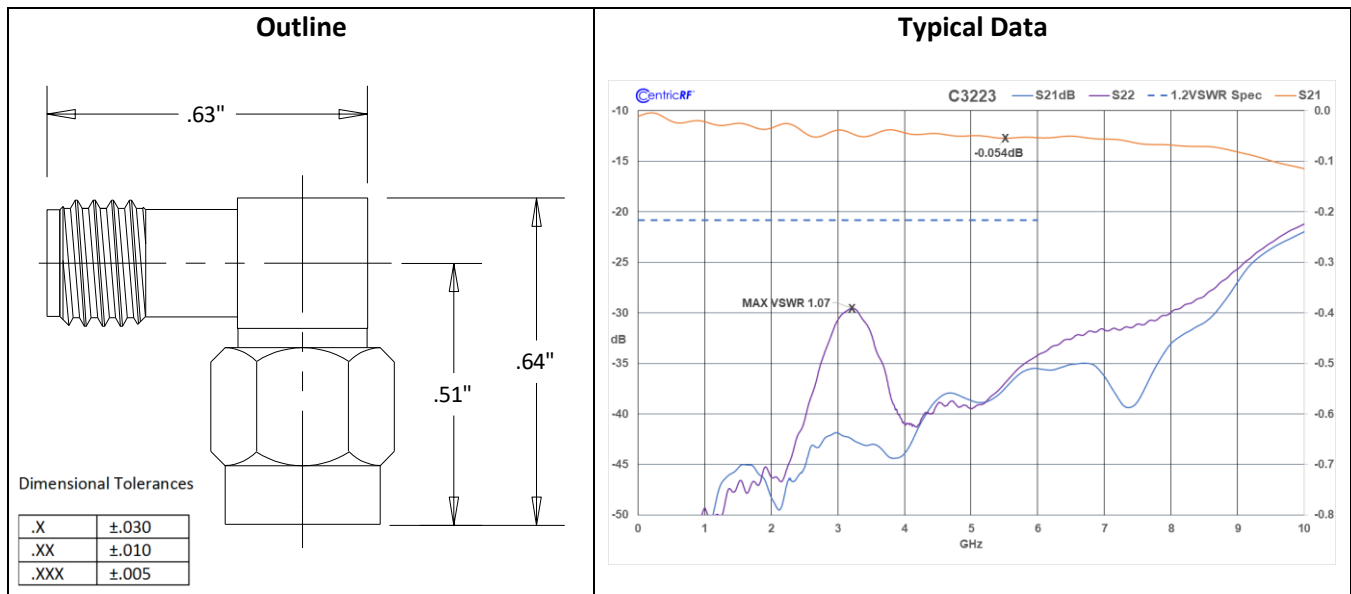 Outline
.63"
.64"
.51"
Dimensional Tolerances
.X ±.030
.XX ±.010
.XXX ±.005
Typical Data
CentricRF C3223 S21dB S22 1.2VSWR Spec S21
-10 0.0
-0.054dB
-15 -0.1
-20 -0.2
-25 -0.3
MAX VSWR 1.07
-30 -0.4
dB
-35 -0.5
-40 -0.6
-45 -0.7
-50 -0.8
0 1 2 3 4 5 6 7 8 9 10
GHz